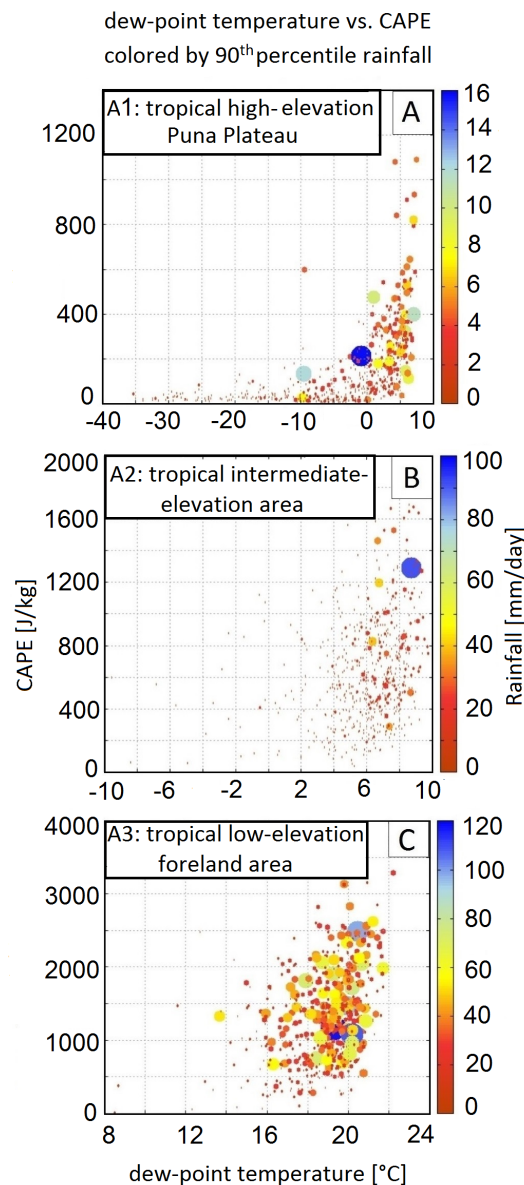 dew-point temperature vs. CAPE
colored by 90th percentile rainfall
A1: tropical high-elevation
Puna Plateau
A
1200
800
400
0
-40 -30 -20 -10 0 10
16
14
12
10
8
6
4
2
0
A2: tropical intermediate-
elevation area
B
2000
1600
1200
800
400
0
-10 -6 -2 2 6 10
100
80
60
40
20
0
CAPE [J/kg]
Rainfall [mm/day]
A3: tropical low-elevation
foreland area
C
4000
3000
2000
1000
0
8 12 16 20 24
120
100
80
60
40
20
0
dew-point temperature [°C]